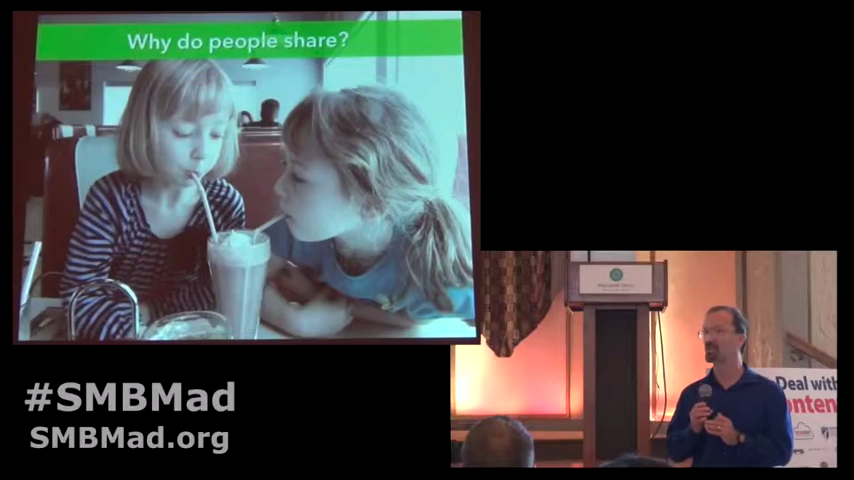 Why do people share?
#SMBMad
SMBMad.org
Deal with
onten